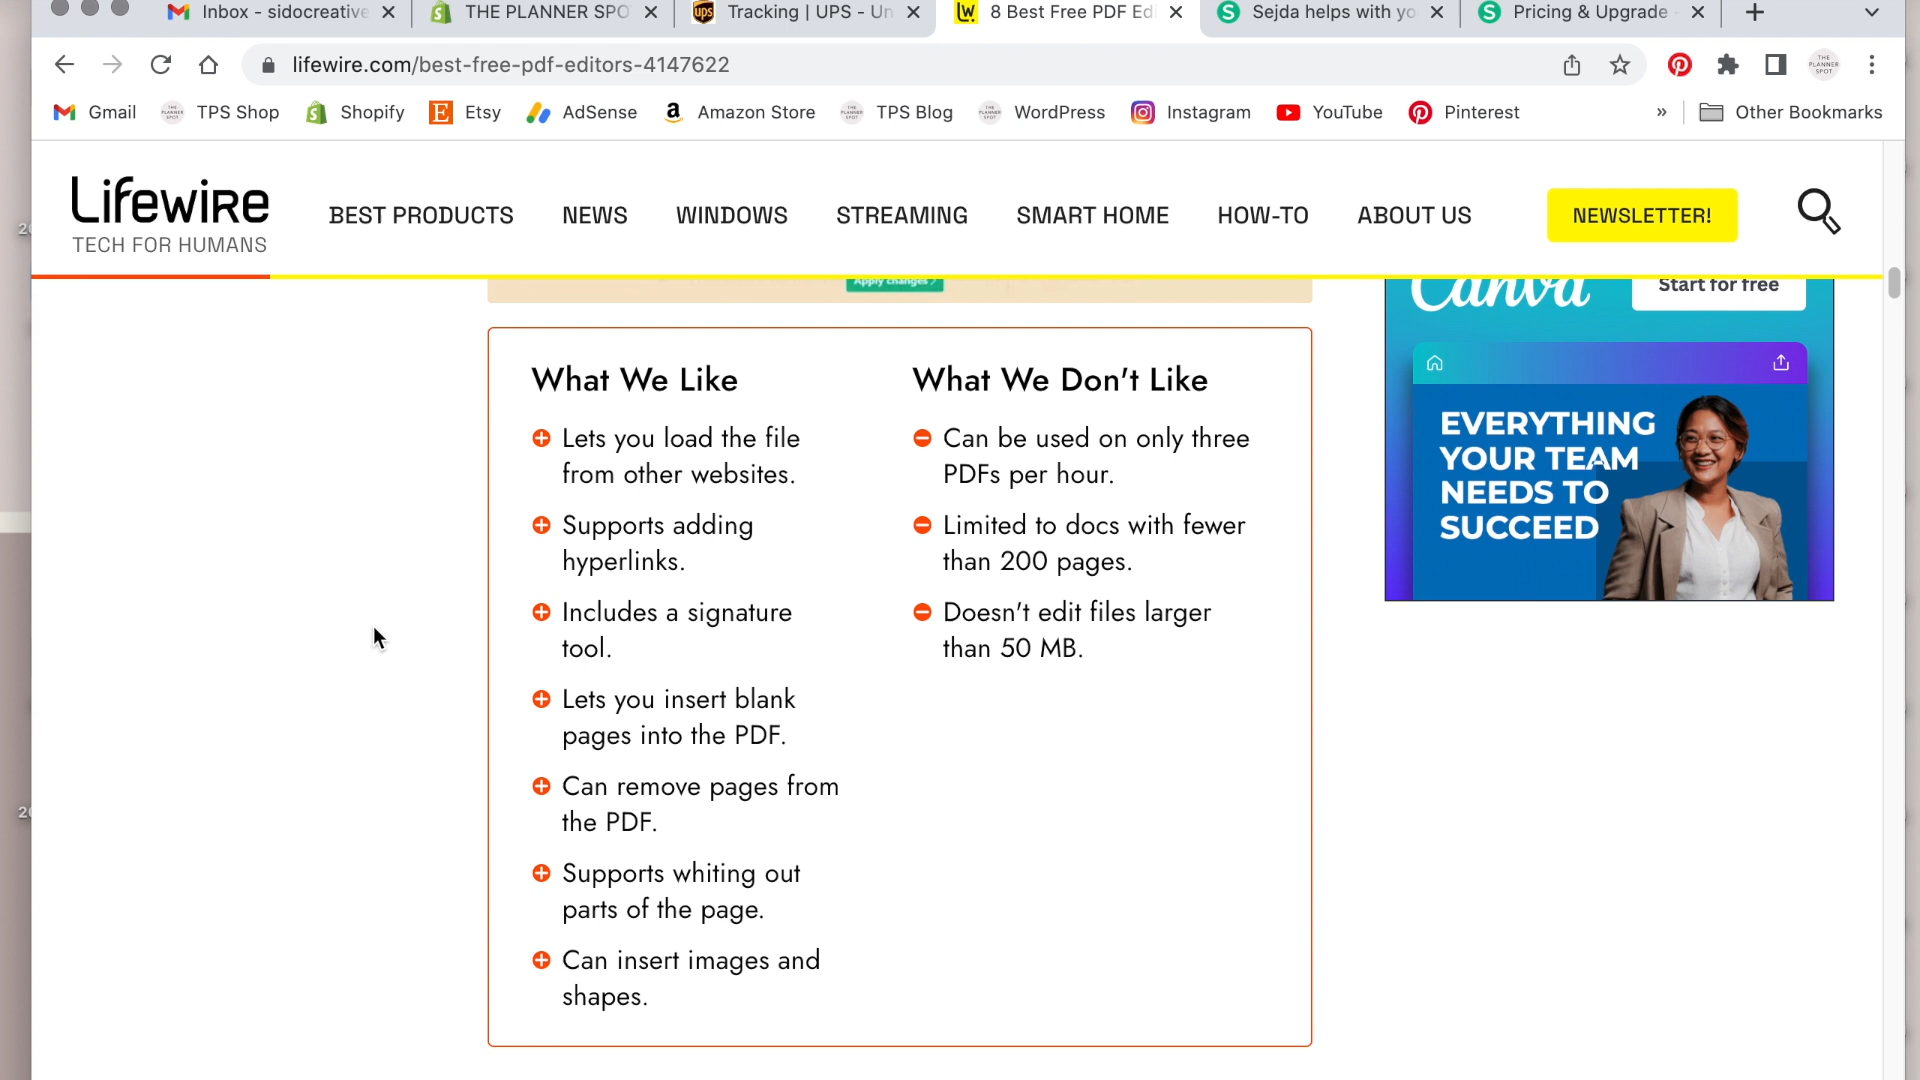 Inbox - sidocreative
THE PLANNER SPO
Tracking | UPS - Un
8 Best Free PDF Edi
Sejda helps with yo
Pricing & Upgrade
lifewire.com/best-free-pdf-editors-4147622
Gmail
TPS Shop
Shopify
Etsy
AdSense
Amazon Store
TPS Blog
WordPress
Instagram
YouTube
Pinterest
»
Other Bookmarks
Lifewire
TECH FOR HUMANS
BEST PRODUCTS
NEWS
WINDOWS
STREAMING
SMART HOME
HOW-TO
ABOUT US
NEWSLETTER!
Apply changes
Canva
Start for free
What We Like
Lets you load the file
from other websites.
Supports adding
hyperlinks.
Includes a signature
tool.
Lets you insert blank
pages into the PDF.
Can remove pages from
the PDF.
Supports whiting out
parts of the page.
Can insert images and
shapes.
What We Don't Like
Can be used on only three
PDFs per hour.
Limited to docs with fewer
than 200 pages.
Doesn't edit files larger
than 50 MB.
EVERYTHING
YOUR TEAM
NEEDS TO
SUCCEED